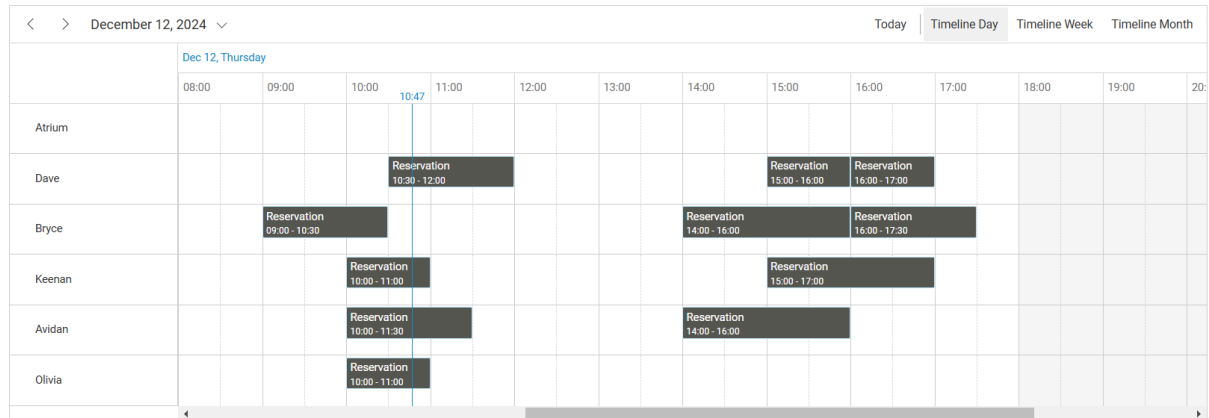 December 12, 2024
Today
Timeline Day
Timeline Week
Timeline Month
Dec 12, Thursday
08:00
09:00
10:00
10:47
11:00
12:00
13:00
14:00
15:00
16:00
17:00
18:00
19:00
20:
Atrium
Dave
Reservation
10:30 - 12:00
Reservation
15:00 - 16:00
Reservation
16:00 - 17:00
Bryce
Reservation
09:00 - 10:30
Reservation
14:00 - 16:00
Reservation
16:00 - 17:30
Keenan
Reservation
10:00 - 11:00
Reservation
15:00 - 17:00
Avidan
Reservation
10:00 - 11:30
Reservation
14:00 - 16:00
Olivia
Reservation
10:00 - 11:00